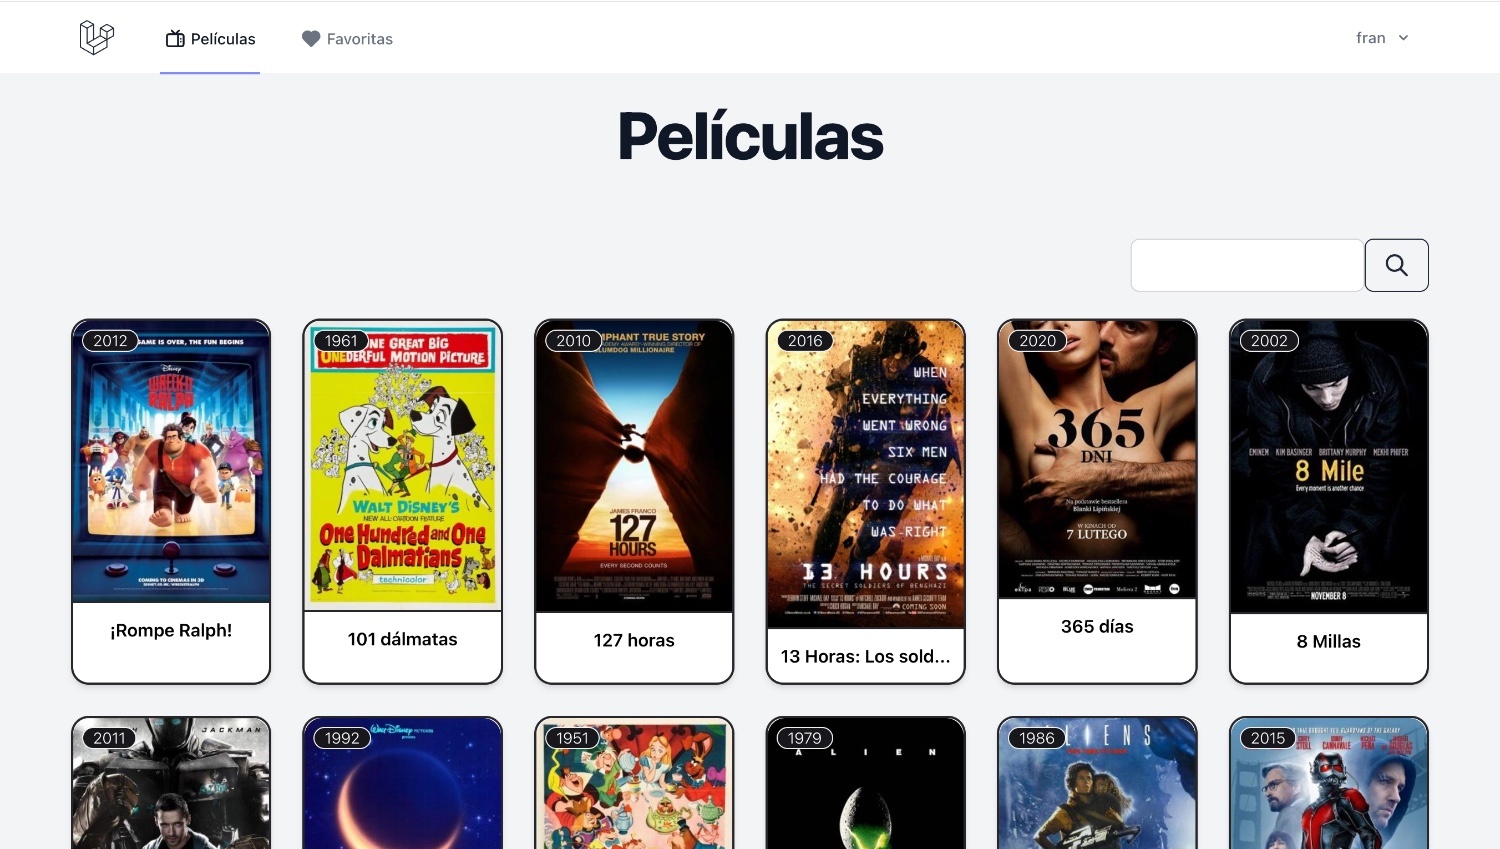 Películas
Favoritas
fran
Películas
2012
GAME IS OVER, THE FUN BEGINS
Disney
WRECK-IT
RALPH
COMING TO CINEMAS IN 3D
¡Rompe Ralph!
1961
NE GREAT BIG
UNEDERFUL MOTION PICTURE
WALT DISNEY'S
NEW ALL-CARTOON FEATURE
One Hundred and One
Dalmatians
technicolor
101 dálmatas
2010
MPHANT TRUE STORY
ACADEMY AWARD-WINNING DIRECTOR OF
SLUMDOG MILLIONAIRE
JAMES FRANCO
127
HOURS
EVERY SECOND COUNTS
127 horas
2016
WHEN
EVERYTHING
WENT WRONG
SIX MEN
HAD THE COURAGE
TO DO WHAT
WAS RIGHT
13 HOURS
THE SECRET SOLDIERS OF BENGHAZI
COMING SOON
13 Horas: Los sold...
2020
365
DNI
Na podstawie bestsellera
Blanki Lipińskiej
W KINACH OD
7 LUTEGO
365 días
2002
EMINEM KIM BASINGER BRITTANY MURPHY MEKHI PHIFER
8 Mile
Every moment is another chance
NOVEMBER 8
8 Millas
2011
JACKMAN
1992
Walt Disney PICTURES
presents
1951
1979
ALIEN
1986
LIENS
2015